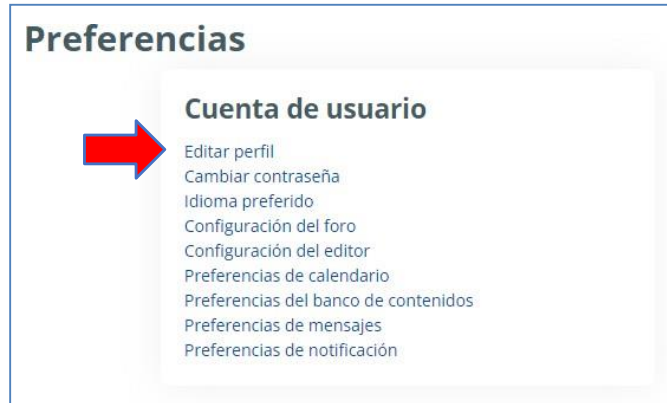 Preferencias
Cuenta de usuario
Editar perfil
Cambiar contraseña
Idioma preferido
Configuración del foro
Configuración del editor
Preferencias de calendario
Preferencias del banco de contenidos
Preferencias de mensajes
Preferencias de notificación